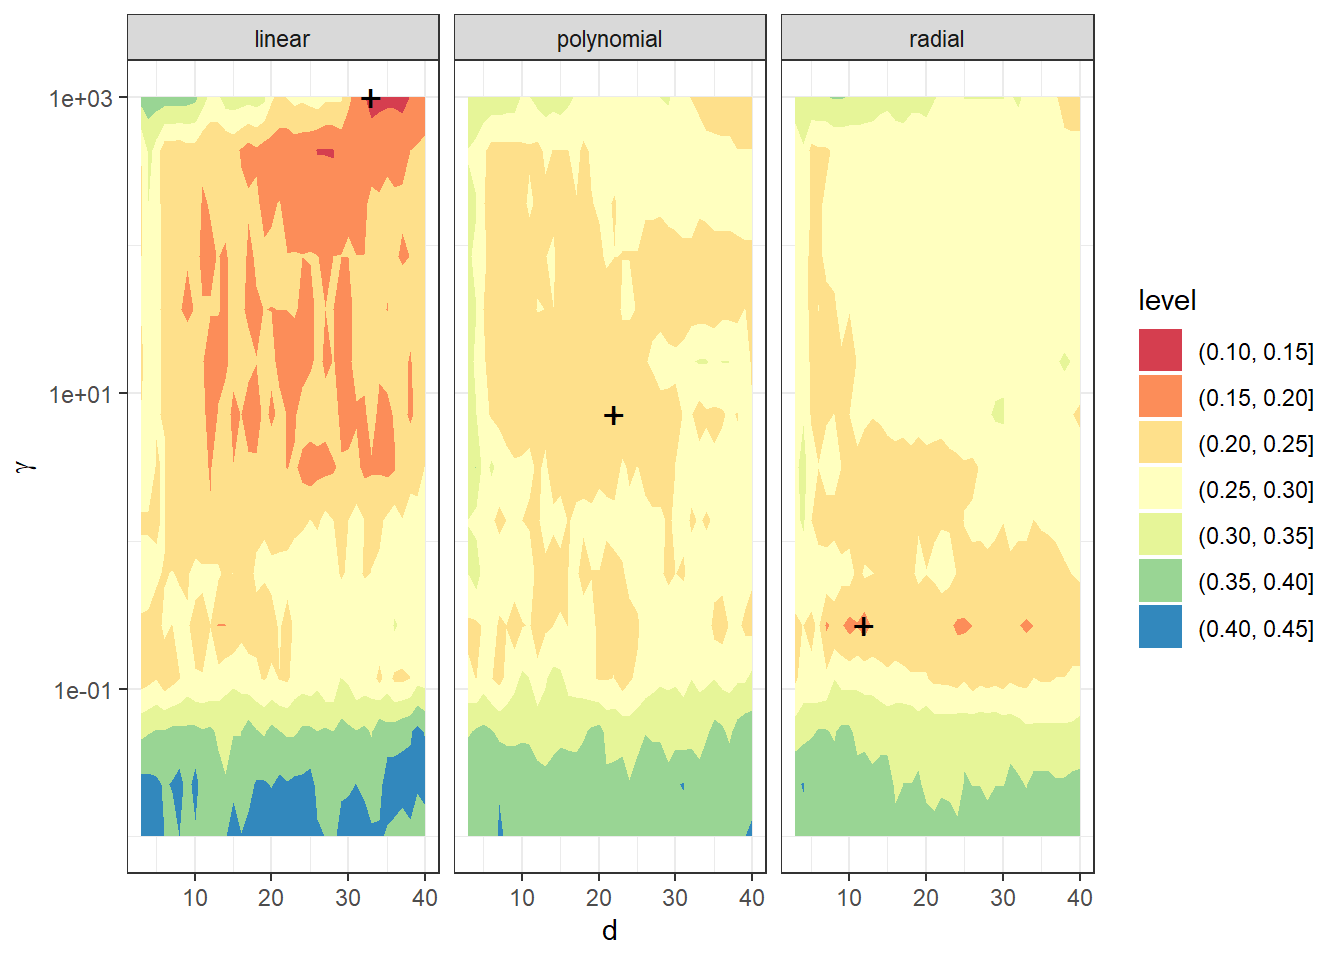 linear polynomial radial
1e+03
1e+01
1e-01
γ
10 20 30 40 10 20 30 40 10 20 30 40
d
level
(0.10, 0.15]
(0.15, 0.20]
(0.20, 0.25]
(0.25, 0.30]
(0.30, 0.35]
(0.35, 0.40]
(0.40, 0.45]